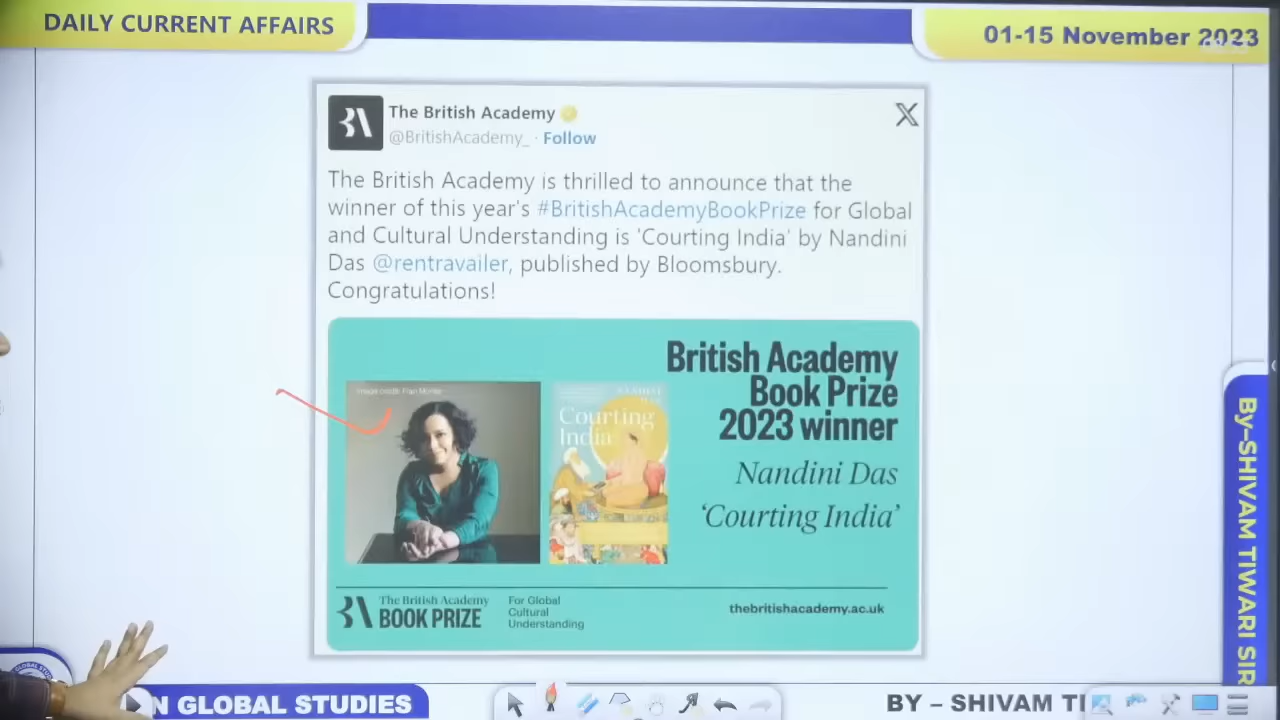 DAILY CURRENT AFFAIRS
01-15 November 2023
The British Academy
@BritishAcademy_ · Follow
The British Academy is thrilled to announce that the
winner of this year's #BritishAcademyBookPrize for Global
and Cultural Understanding is 'Courting India' by Nandini
Das @rentravailer, published by Bloomsbury.
Congratulations!
British Academy
Book Prize
2023 winner
Nandini Das
'Courting India'
Courting
India
The British Academy
BOOK PRIZE
For Global
Cultural
Understanding
thebritishacademy.ac.uk
By-SHIVAM TIWARI SIR
N GLOBAL STUDIES
BY – SHIVAM TI